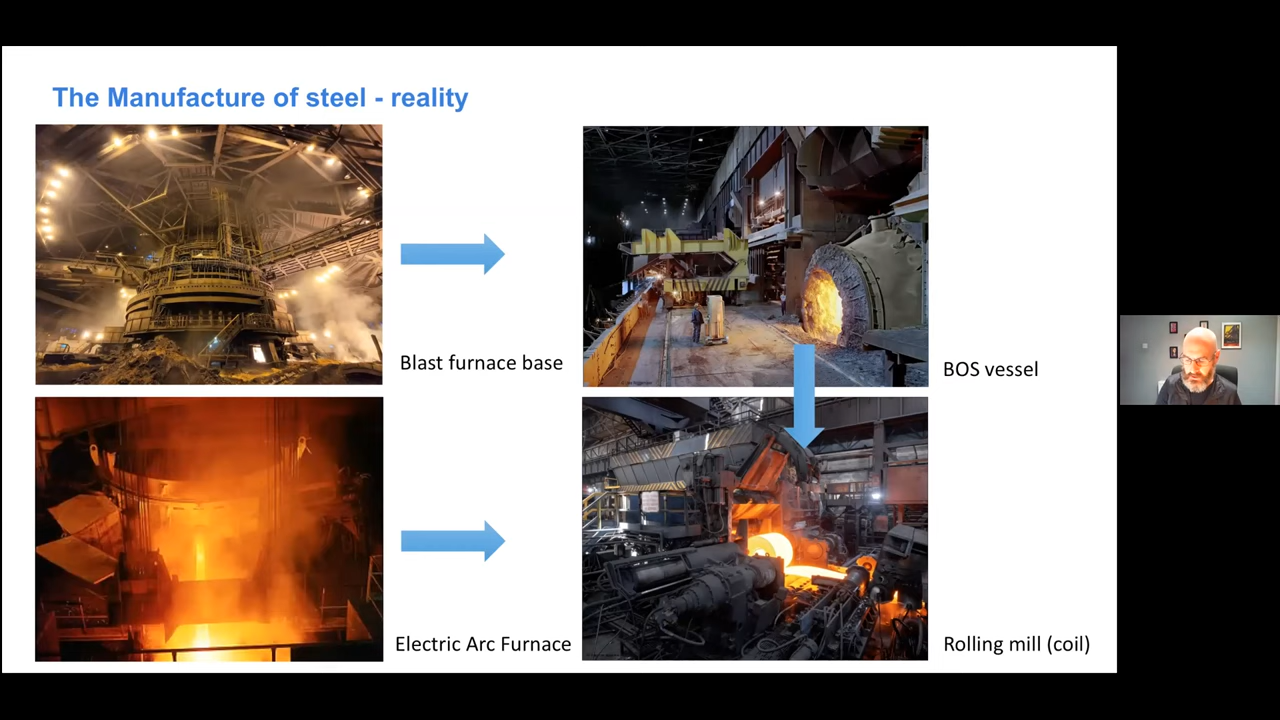 The Manufacture of steel - reality
Blast furnace base
BOS vessel
Electric Arc Furnace
Rolling mill (coil)